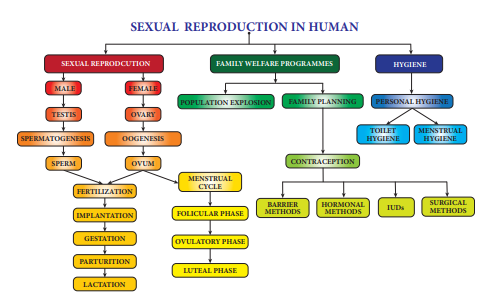 SEXUAL REPRODUCTION IN HUMAN
SEXUAL REPRODCUTION
FAMILY WELFARE PROGRAMMES
HYGIENE
MALE
FEMALE
POPULATION EXPLOSION
FAMILY PLANNING
PERSONAL HYGIENE
TESTIS
OVARY
SPERMATOGENESIS
OOGENESIS
TOILET
HYGIENE
MENSTRUAL
HYGIENE
SPERM
OVUM
CONTRACEPTION
FERTILIZATION
MENSTRUAL
CYCLE
IMPLANTATION
FOLICULAR PHASE
BARRIER
METHODS
HORMONAL
METHODS
IUDs
SURGICAL
METHODS
GESTATION
OVULATORY PHASE
PARTURITION
LUTEAL PHASE
LACTATION